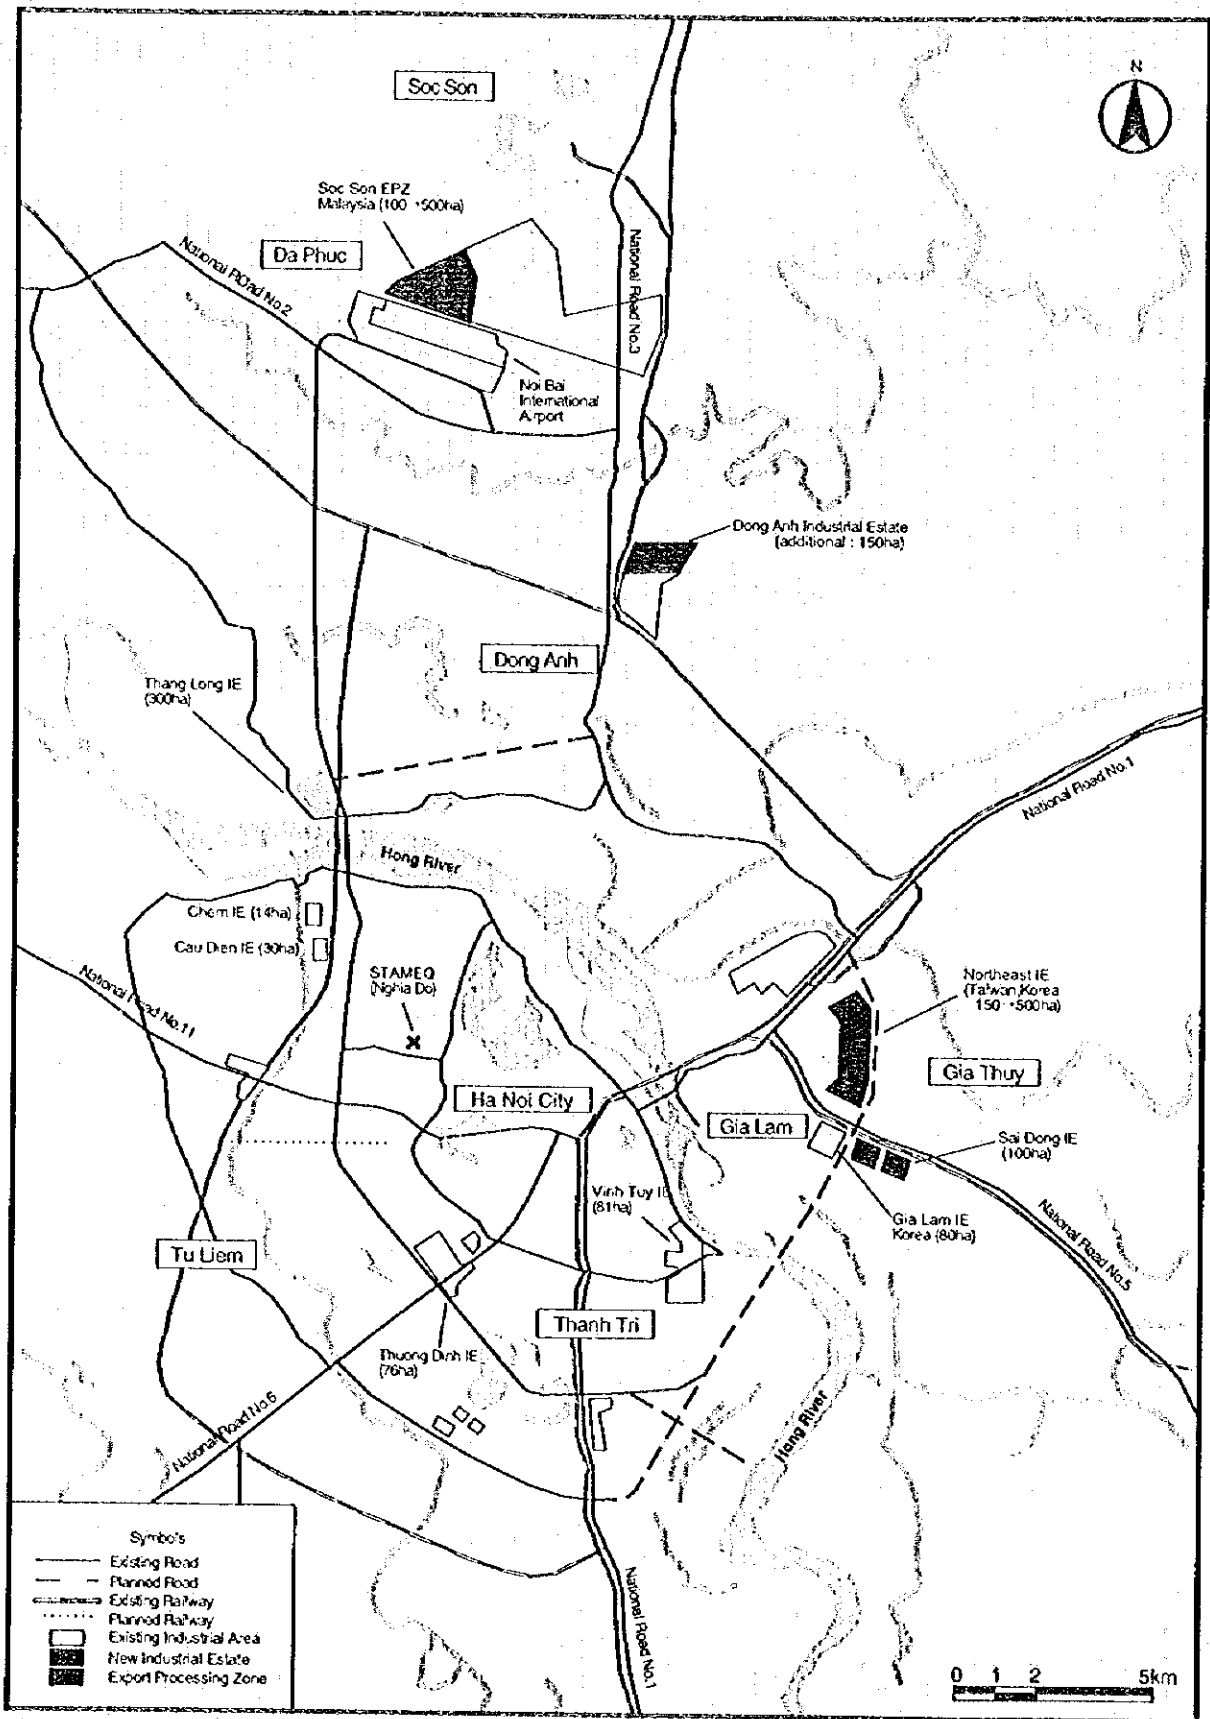 N
Soc Son
Soc Son EPZ
Malaysia (100→500ha)
Da Phuc
National ROad No.2
National Road No.3
Noi Bai
International
Airport
Dong Anh Industrial Estate
(additional : 150ha)
Dong Anh
Thang Long IE
(300ha)
National Road No.1
Hong River
Chem IE (14ha)
Cau Dien IE (30ha)
STAMEQ
(Nghia Do)
National Road No.11
Northeast IE
(Taiwan,Korea
150→500ha)
Gia Thuy
Ha Noi City
Gia Lam
Sai Dong IE
(100ha)
Vinh Tuy IE
(81ha)
Gia Lam IE
Korea (80ha)
National Road No.5
Tu Liem
Thanh Tri
Thuong Dinh IE
(76ha)
Hong River
National Road No.6
National Road No.1
Symbols
Existing Road
Planned Road
Existing Railway
Planned Railway
Existing Industrial Area
New Industrial Estate
Export Processing Zone
0 1 2 5km